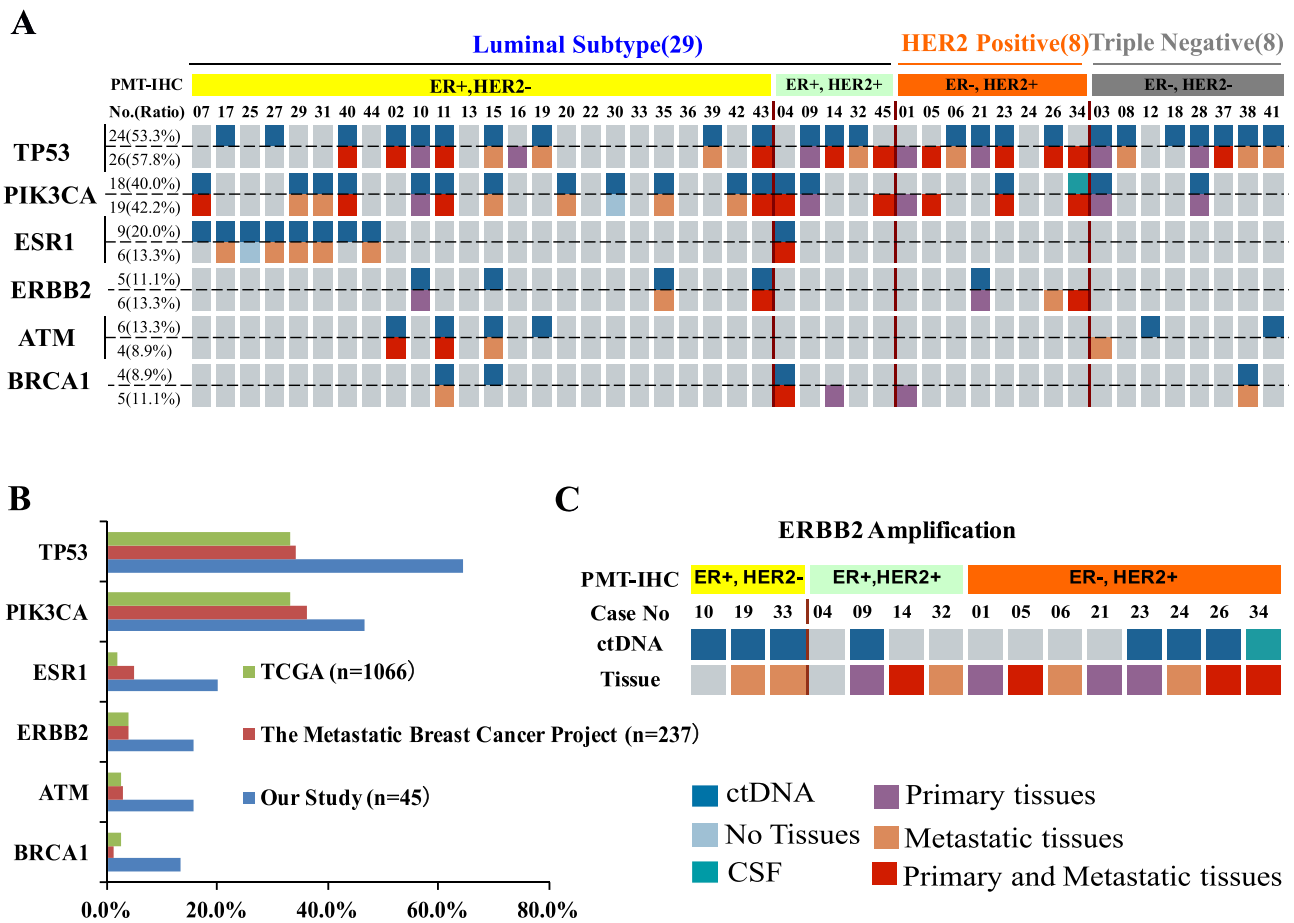 A
Luminal Subtype(29)
HER2 Positive(8)
Triple Negative(8)
PMT-IHC
ER+,HER2-
ER+, HER2+
ER-, HER2+
ER-, HER2-
No.(Ratio)
07 17 25 27 29 31 40 44 02 10 11 13 15 16 19 20 22 30 33 35 36 39 42 43 04 09 14 32 45 01 05 06 21 23 24 26 34 03 08 12 18 28 37 38 41
TP53
24(53.3%)
26(57.8%)
PIK3CA
18(40.0%)
19(42.2%)
ESR1
9(20.0%)
6(13.3%)
ERBB2
5(11.1%)
6(13.3%)
ATM
6(13.3%)
4(8.9%)
BRCA1
4(8.9%)
5(11.1%)
B
TP53
PIK3CA
ESR1
ERBB2
ATM
BRCA1
TCGA (n=1066)
The Metastatic Breast Cancer Project (n=237)
Our Study (n=45)
0.0% 20.0% 40.0% 60.0% 80.0%
C
ERBB2 Amplification
PMT-IHC
ER+, HER2-
ER+,HER2+
ER-, HER2+
Case No
10 19 33 04 09 14 32 01 05 06 21 23 24 26 34
ctDNA
Tissue
ctDNA
Primary tissues
No Tissues
Metastatic tissues
CSF
Primary and Metastatic tissues